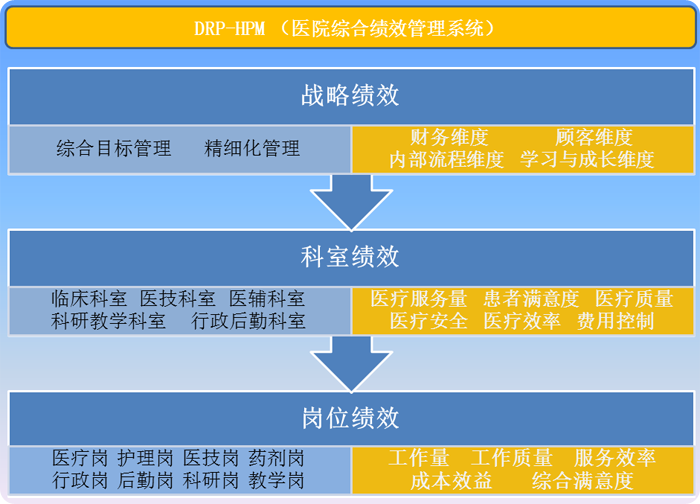 DRP-HPM （医院综合绩效管理系统）
战略绩效
综合目标管理 精细化管理
财务维度 顾客维度
内部流程维度 学习与成长维度
科室绩效
临床科室 医技科室 医辅科室
科研教学科室 行政后勤科室
医疗服务量 患者满意度 医疗质量
医疗安全 医疗效率 费用控制
岗位绩效
医疗岗 护理岗 医技岗 药剂岗
行政岗 后勤岗 科研岗 教学岗
工作量 工作质量 服务效率
成本效益 综合满意度